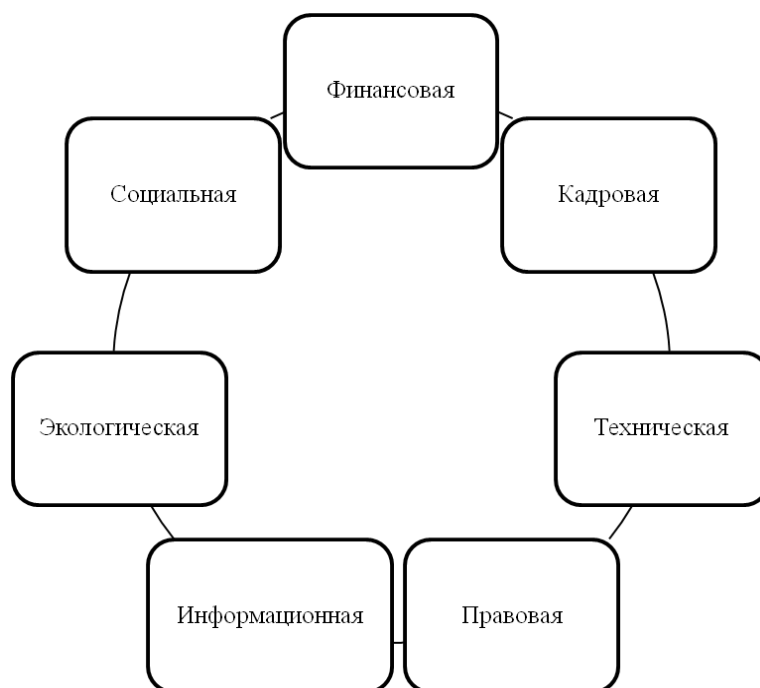 Финансовая
Социальная
Кадровая
Экологическая
Техническая
Информационная
Правовая